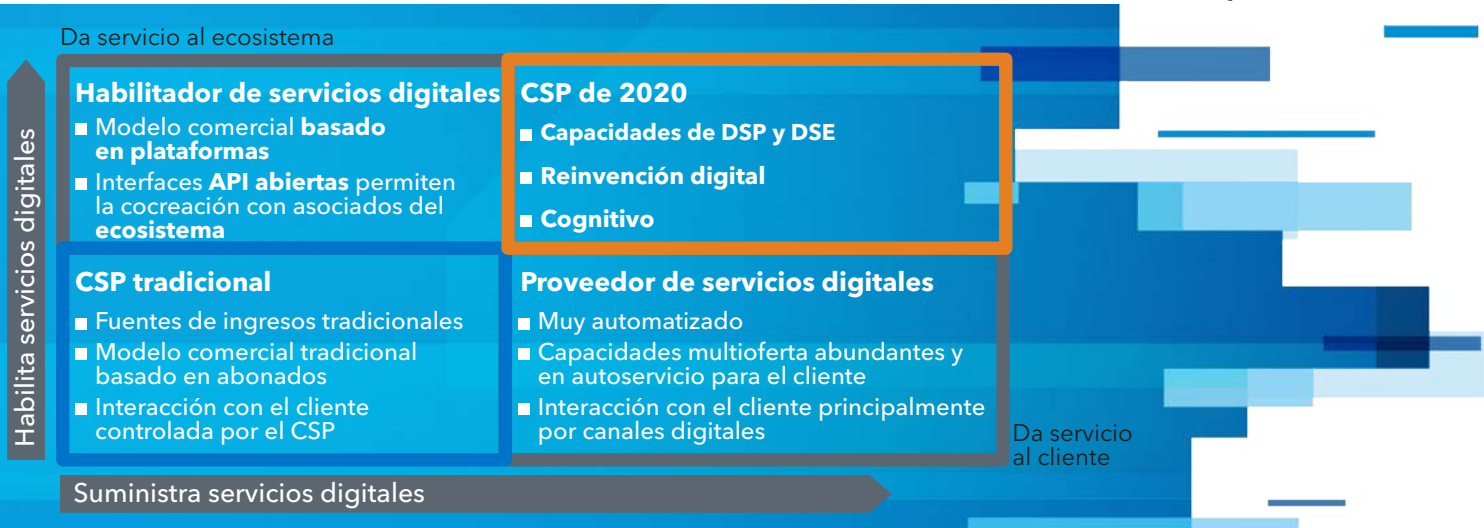 Da servicio al ecosistema
Habilita servicios digitales
Habilitador de servicios digitales
Modelo comercial basado
en plataformas
Interfaces API abiertas permiten
la cocreación con asociados del
ecosistema
CSP de 2020
Capacidades de DSP y DSE
Reinvención digital
Cognitivo
CSP tradicional
Fuentes de ingresos tradicionales
Modelo comercial tradicional
basado en abonados
Interacción con el cliente
controlada por el CSP
Proveedor de servicios digitales
Muy automatizado
Capacidades multioferta abundantes y
en autoservicio para el cliente
Interacción con el cliente principalmente
por canales digitales
Da servicio
al cliente
Suministra servicios digitales